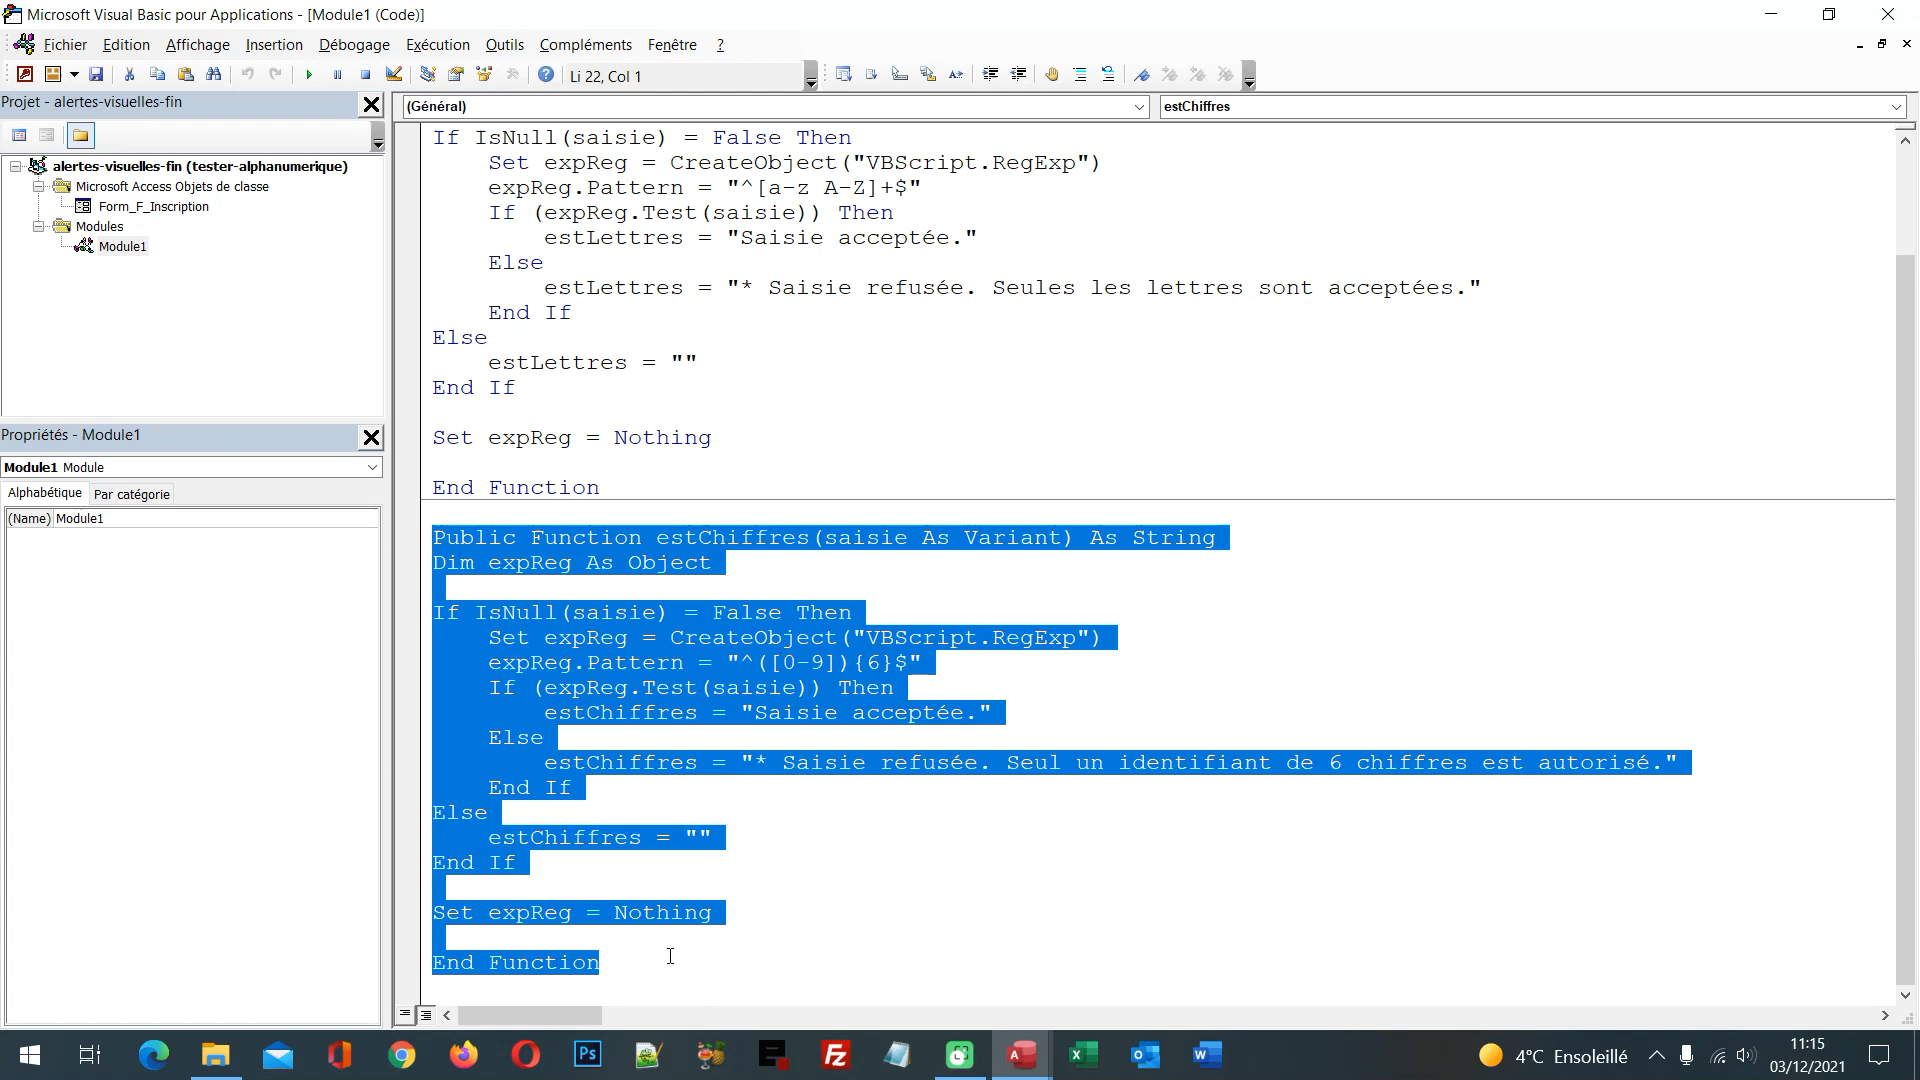 Microsoft Visual Basic pour Applications - [Module1 (Code)]
Fichier Edition Affichage Insertion Débogage Exécution Outils Compléments Fenêtre ?
Li 22, Col 1
Projet - alertes-visuelles-fin
alertes-visuelles-fin (tester-alphanumerique)
Microsoft Access Objets de classe
Form_F_Inscription
Modules
Module1
Propriétés - Module1
Module1 Module
Alphabétique Par catégorie
(Name) Module1
(Général) estChiffres
If IsNull(saisie) = False Then
Set expReg = CreateObject("VBScript.RegExp")
expReg.Pattern = "^[a-z A-Z]+$"
If (expReg.Test(saisie)) Then
estLettres = "Saisie acceptée."
Else
estLettres = "* Saisie refusée. Seules les lettres sont acceptées."
End If
Else
estLettres = ""
End If
Set expReg = Nothing
End Function
Public Function estChiffres(saisie As Variant) As String
Dim expReg As Object
If IsNull(saisie) = False Then
Set expReg = CreateObject("VBScript.RegExp")
expReg.Pattern = "^([0-9]){6}$"
If (expReg.Test(saisie)) Then
estChiffres = "Saisie acceptée."
Else
estChiffres = "* Saisie refusée. Seul un identifiant de 6 chiffres est autorisé."
End If
Else
estChiffres = ""
End If
Set expReg = Nothing
End Function
4°C Ensoleillé
11:15
03/12/2021